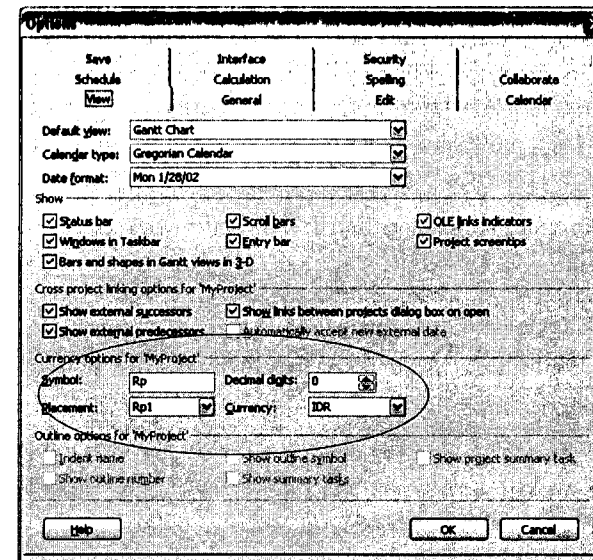 Options
Save Interface Security
Schedule Calculation Spelling Collaborate
View General Edit Calendar
Default view: Gantt Chart
Calendar type: Gregorian Calendar
Date format: Mon 1/28/02
Show
Status bar Scroll bars OLE links indicators
Windows in Taskbar Entry bar Project screentips
Bars and shapes in Gantt views in 3-D
Cross project linking options for 'MyProject'
Show external successors Show links between projects dialog box on open
Show external predecessors Automatically accept new external data
Currency options for 'MyProject'
Symbol: Rp Decimal digits: 0
Placement: Rp1 Currency: IDR
Outline options for 'MyProject'
Indent name Show outline symbol Show project summary task
Show outline number Show summary tasks
Help OK Cancel